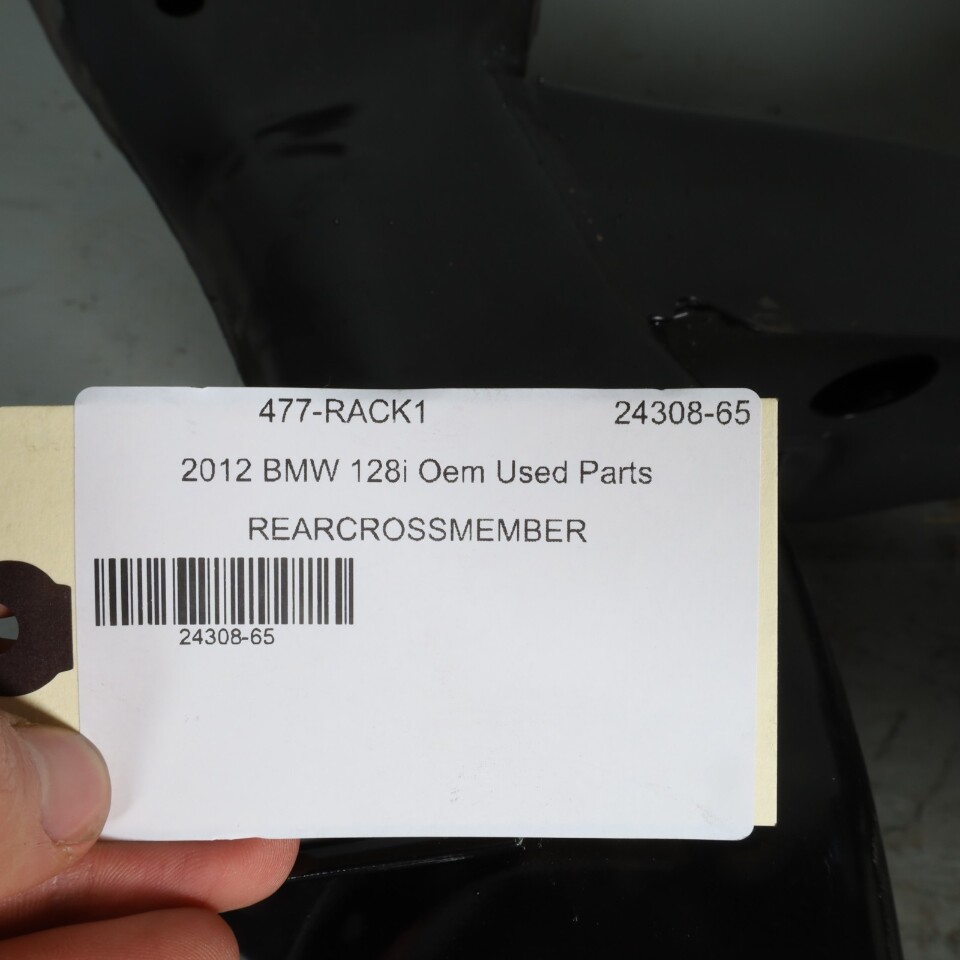 477-RACK1 24308-65
2012 BMW 128i Oem Used Parts
REARCROSSMEMBER
24308-65